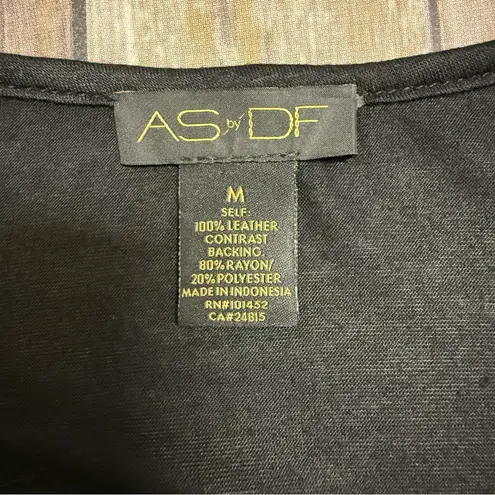 AS by DF
M
SELF:
100% LEATHER
CONTRAST
BACKING:
80% RAYON/
20% POLYESTER
MADE IN INDONESIA
RN#101452
CA#24815